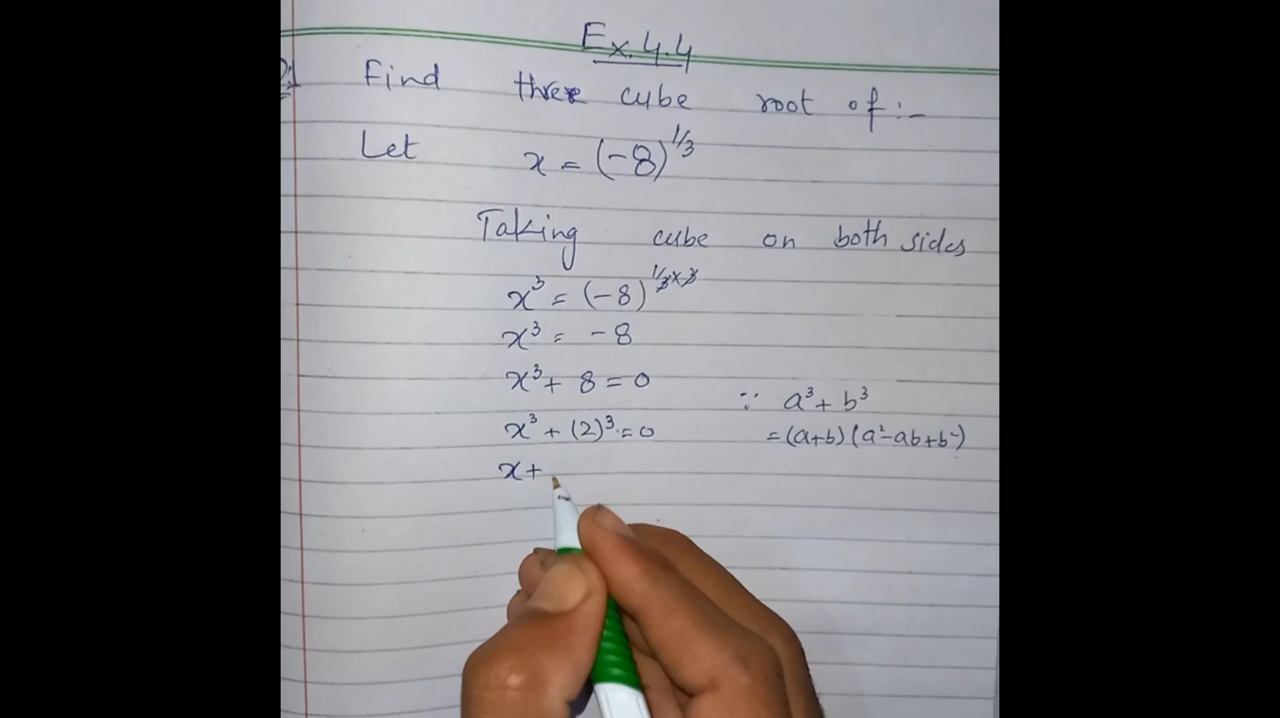 Ex.4.4
Q1 Find three cube root of :-
Let x = (-8)^{1/3}
Taking cube on both sides
x³ = (-8)^{1/3×3}
x³ = -8
x³ + 8 = 0
∵ a³ + b³
x³ + (2)³ = 0
= (a+b) (a²-ab+b²)
x +